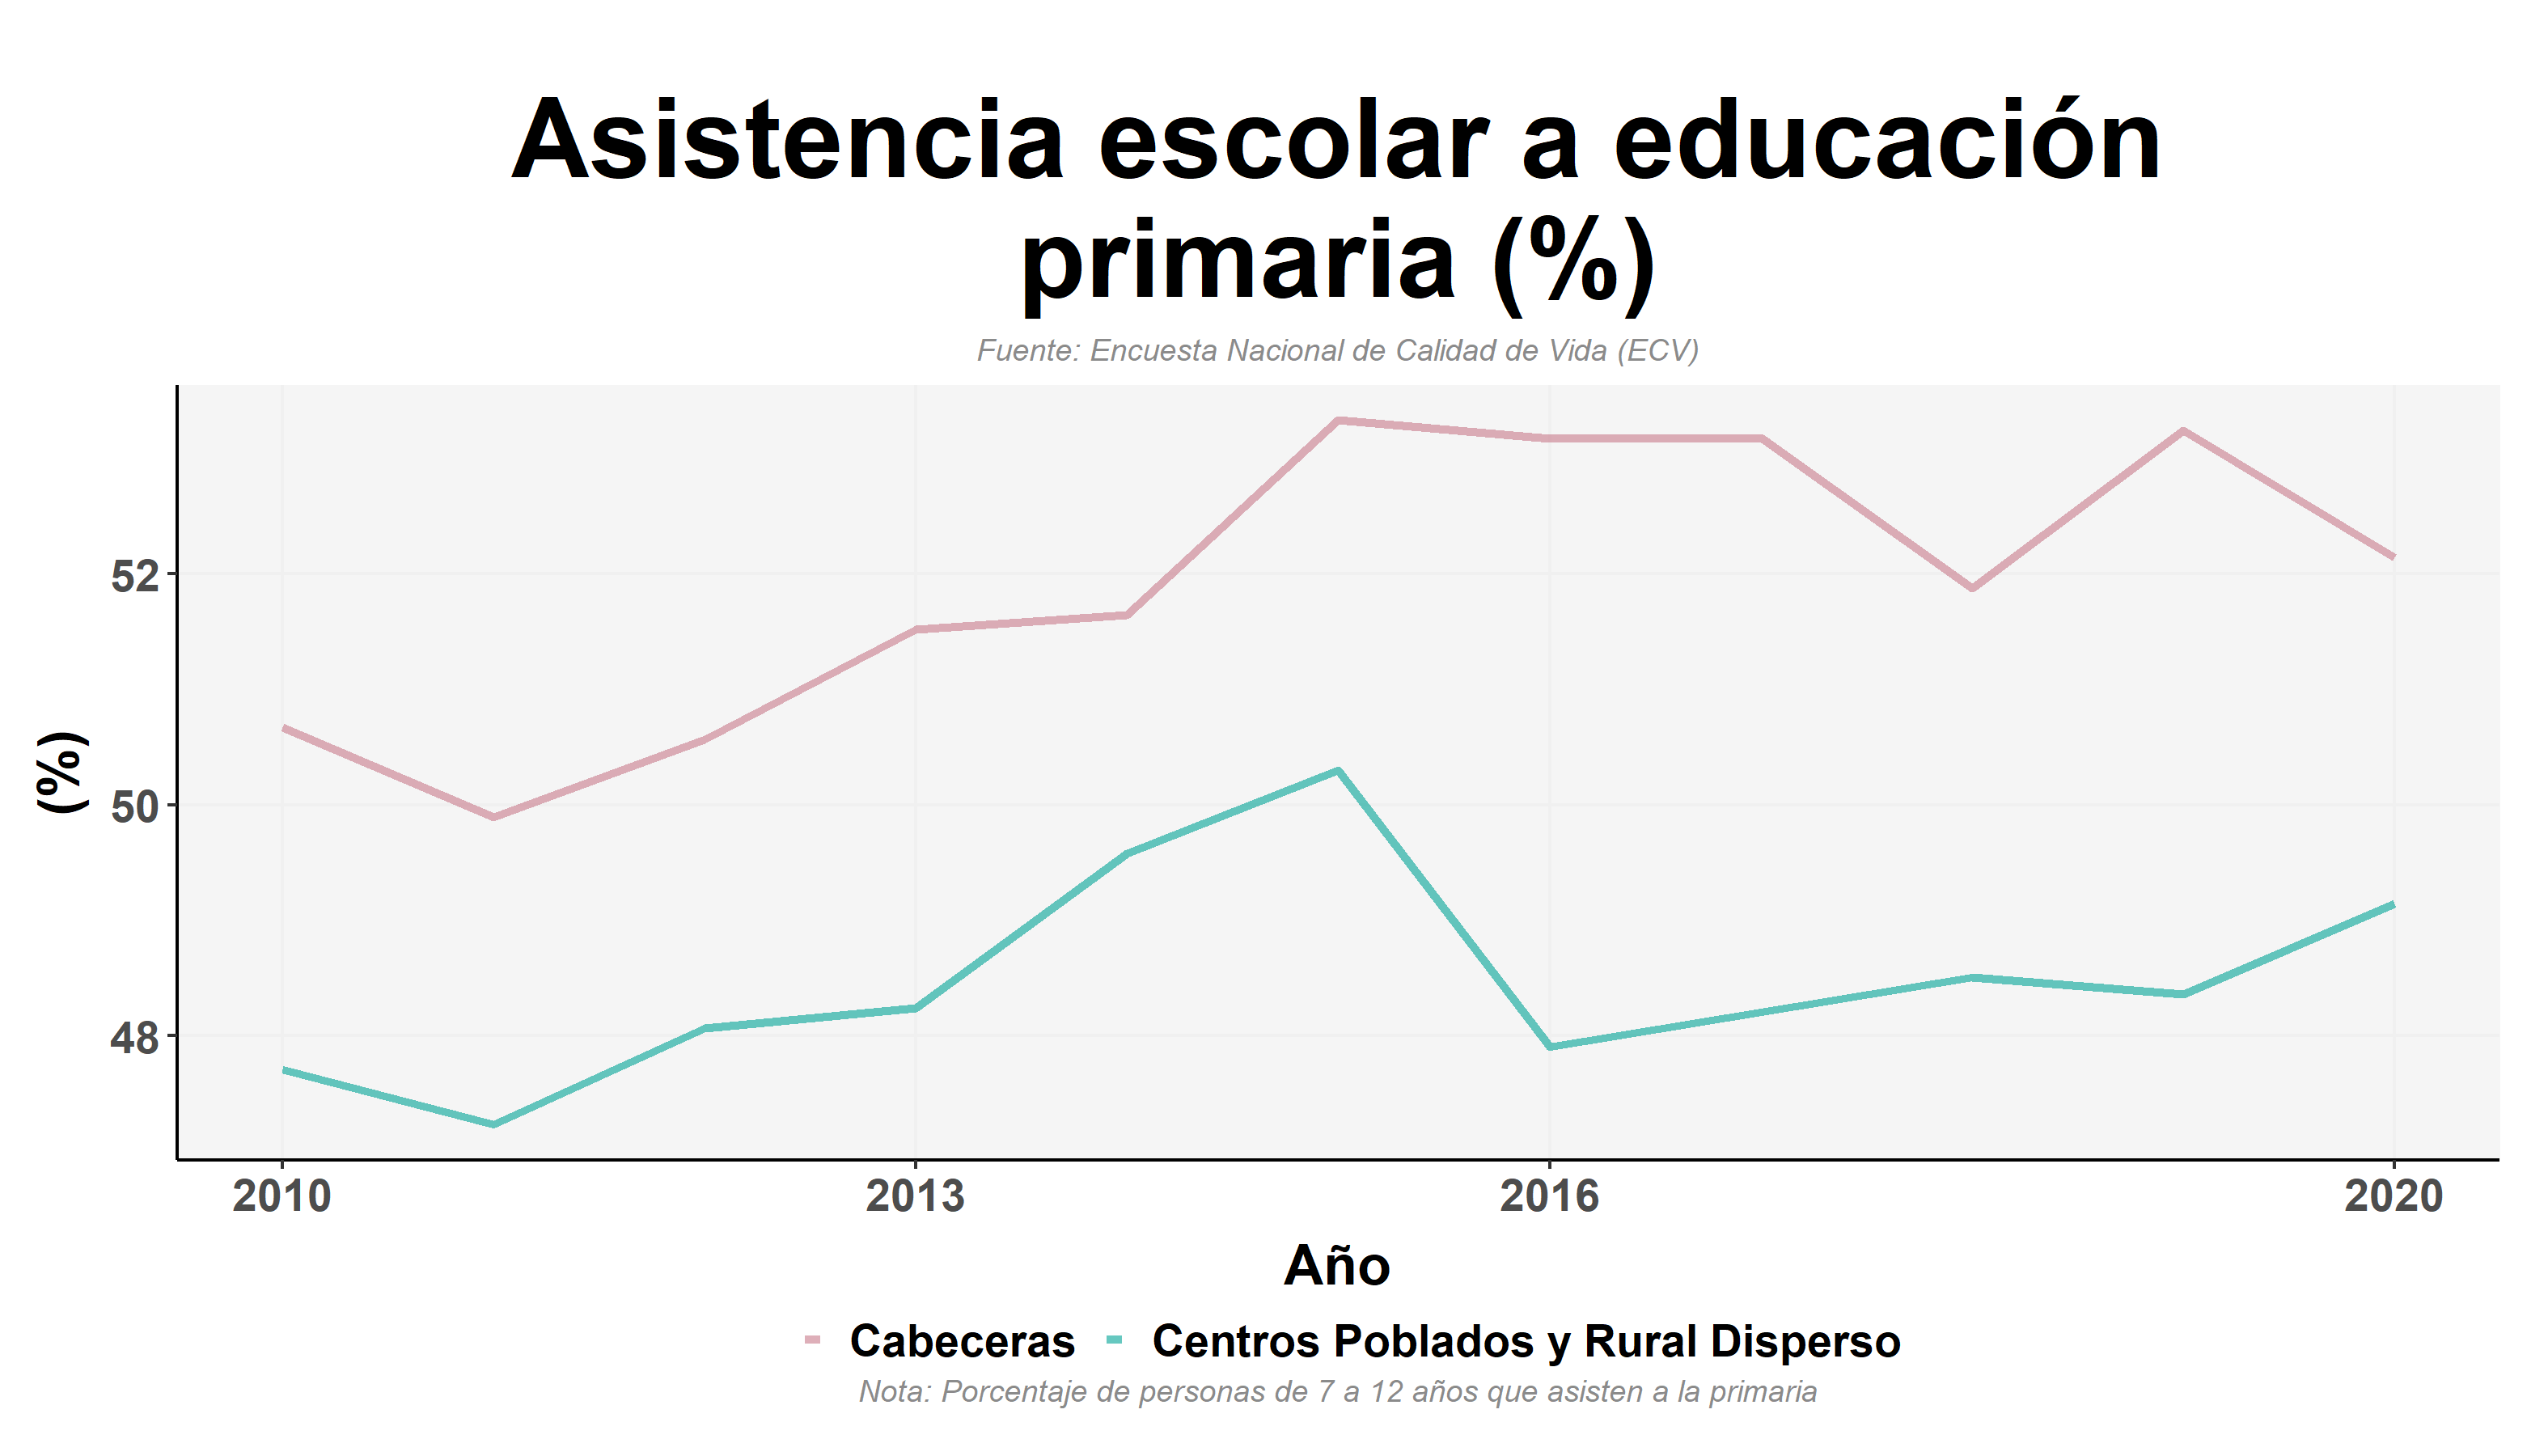 Asistencia escolar a educación
primaria (%)
Fuente: Encuesta Nacional de Calidad de Vida (ECV)
(%)
52
50
48
2010 2013 2016 2020
Año
Cabeceras Centros Poblados y Rural Disperso
Nota: Porcentaje de personas de 7 a 12 años que asisten a la primaria